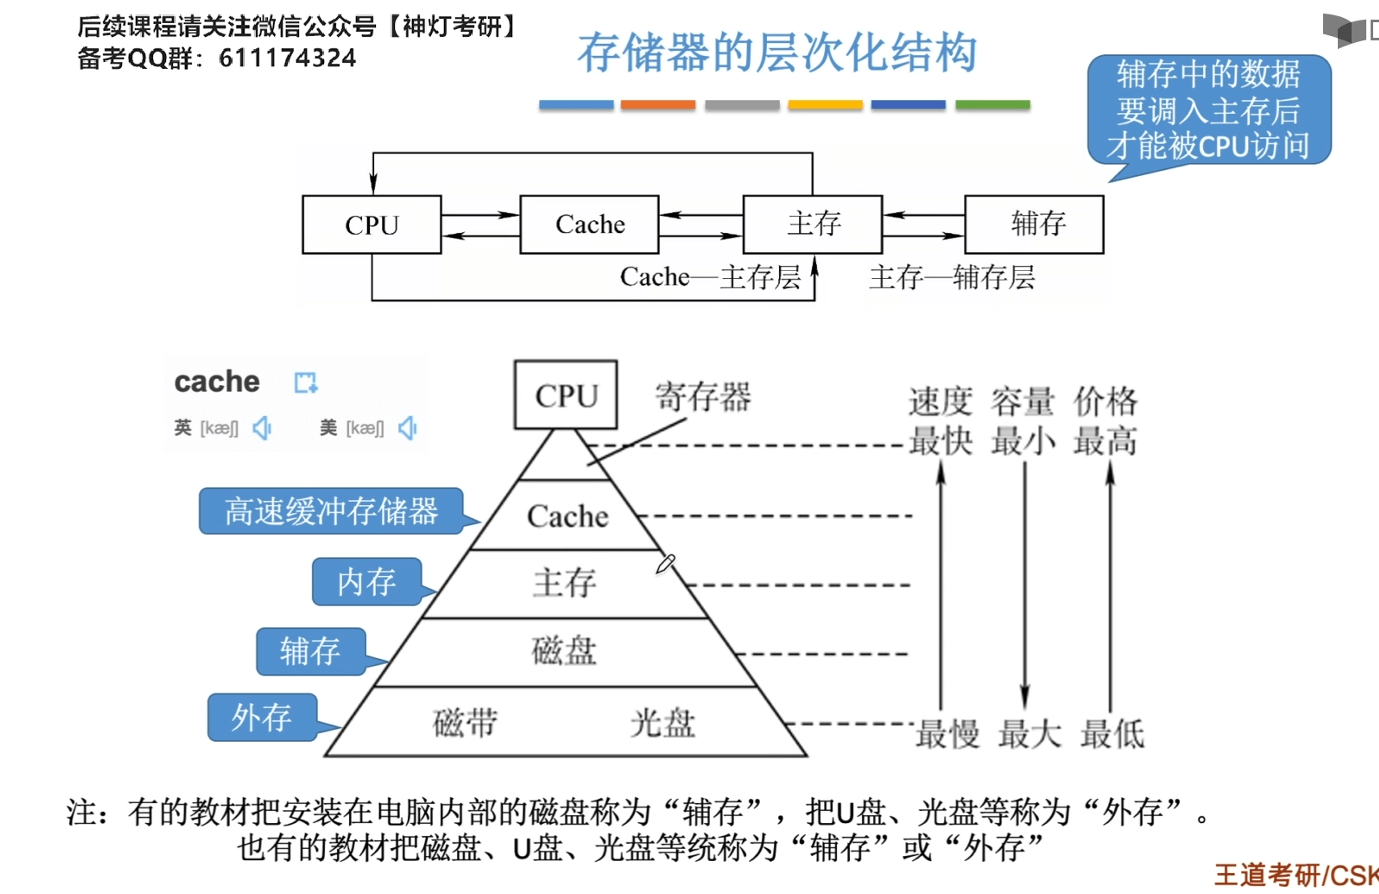 后续课程请关注微信公众号【神灯考研】
备考QQ群：611174324
存储器的层次化结构
辅存中的数据
要调入主存后
才能被CPU访问
CPU
Cache
主存
辅存
Cache—主存层
主存—辅存层
cache
英 [kæʃ] 美 [kæʃ]
CPU
寄存器
速度 容量 价格
最快 最小 最高
高速缓冲存储器
Cache
内存
主存
辅存
磁盘
外存
磁带 光盘
最慢 最大 最低
注：有的教材把安装在电脑内部的磁盘称为“辅存”，把U盘、光盘等称为“外存”。
也有的教材把磁盘、U盘、光盘等统称为“辅存”或“外存”
王道考研/CSK